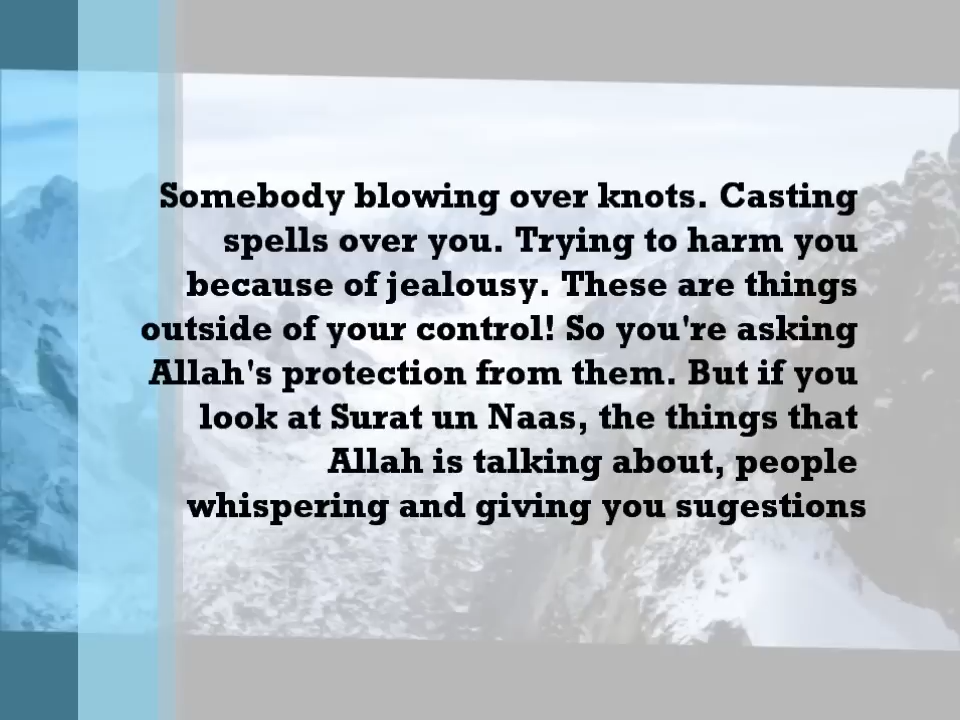 Somebody blowing over knots. Casting
spells over you. Trying to harm you
because of jealousy. These are things
outside of your control! So you're asking
Allah's protection from them. But if you
look at Surat un Naas, the things that
Allah is talking about, people
whispering and giving you sugestions